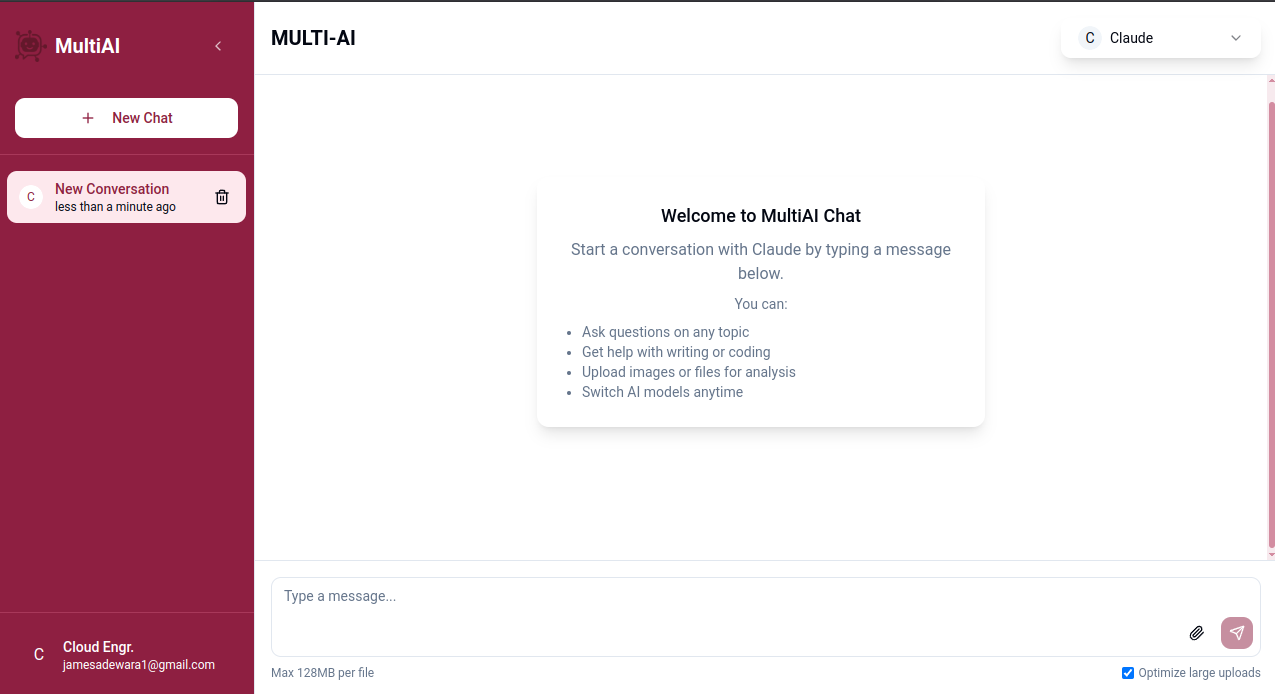 MultiAI
New Chat
C
New Conversation
less than a minute ago
C
Cloud Engr.
jamesadewara1@gmail.com
MULTI-AI
C
Claude
Welcome to MultiAI Chat
Start a conversation with Claude by typing a message
below.
You can:
Ask questions on any topic
Get help with writing or coding
Upload images or files for analysis
Switch AI models anytime
Type a message...
Max 128MB per file
Optimize large uploads